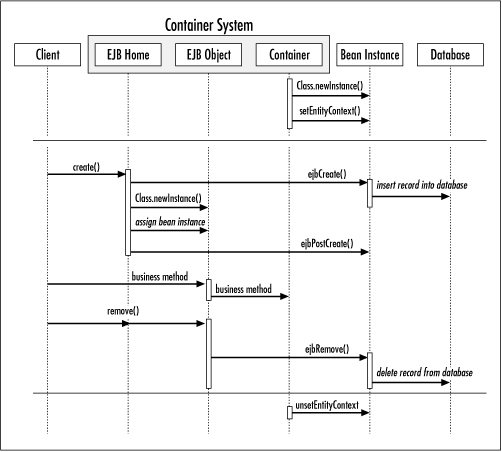 Container System
Client
EJB Home
EJB Object
Container
Bean Instance
Database
Class.newInstance()
setEntityContext()
create()
ejbCreate()
insert record into database
Class.newInstance()
assign bean instance
ejbPostCreate()
business method
business method
remove()
ejbRemove()
delete record from database
unsetEntityContext